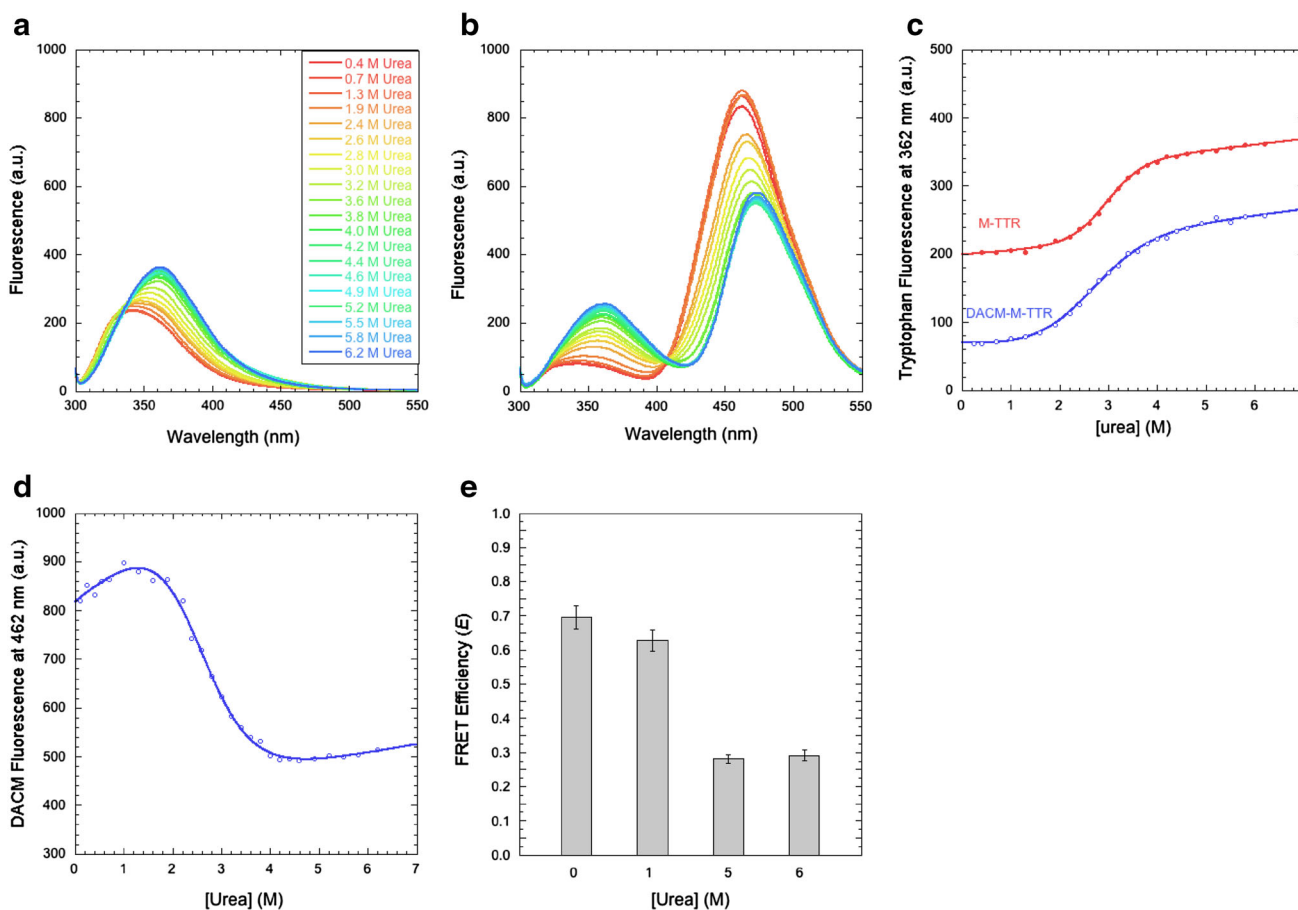 a
1000
800
600
400
200
0
Fluorescence (a.u.)
300
350
400
450
500
550
Wavelength (nm)
0.4 M Urea
0.7 M Urea
1.3 M Urea
1.9 M Urea
2.4 M Urea
2.6 M Urea
2.8 M Urea
3.0 M Urea
3.2 M Urea
3.6 M Urea
3.8 M Urea
4.0 M Urea
4.2 M Urea
4.4 M Urea
4.6 M Urea
4.9 M Urea
5.2 M Urea
5.5 M Urea
5.8 M Urea
6.2 M Urea
b
1000
800
600
400
200
0
Fluorescence (a.u.)
300
350
400
450
500
550
Wavelength (nm)
c
500
400
300
200
100
0
Tryptophan Fluorescence at 362 nm (a.u.)
M-TTR
DACM-M-TTR
0
1
2
3
4
5
6
[urea] (M)
d
1000
900
800
700
600
500
400
300
DACM Fluorescence at 462 nm (a.u.)
0
1
2
3
4
5
6
7
[Urea] (M)
e
1.0
0.9
0.8
0.7
0.6
0.5
0.4
0.3
0.2
0.1
0.0
FRET Efficiency (E)
0
1
5
6
[Urea] (M)